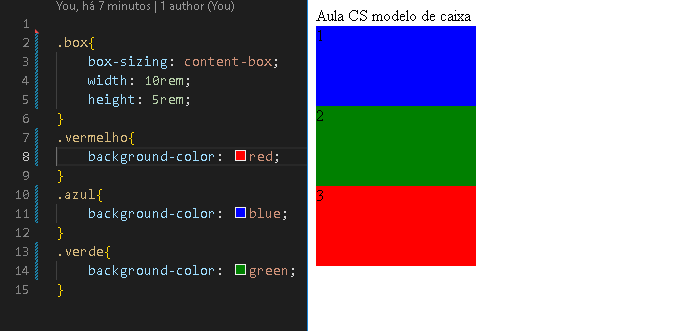 You, há 7 minutos | 1 author (You)
1
2 .box{
3 box-sizing: content-box;
4 width: 10rem;
5 height: 5rem;
6 }
7 .vermelho{
8 background-color: red;
9 }
10 .azul{
11 background-color: blue;
12 }
13 .verde{
14 background-color: green;
15 }
Aula CS modelo de caixa
1
2
3